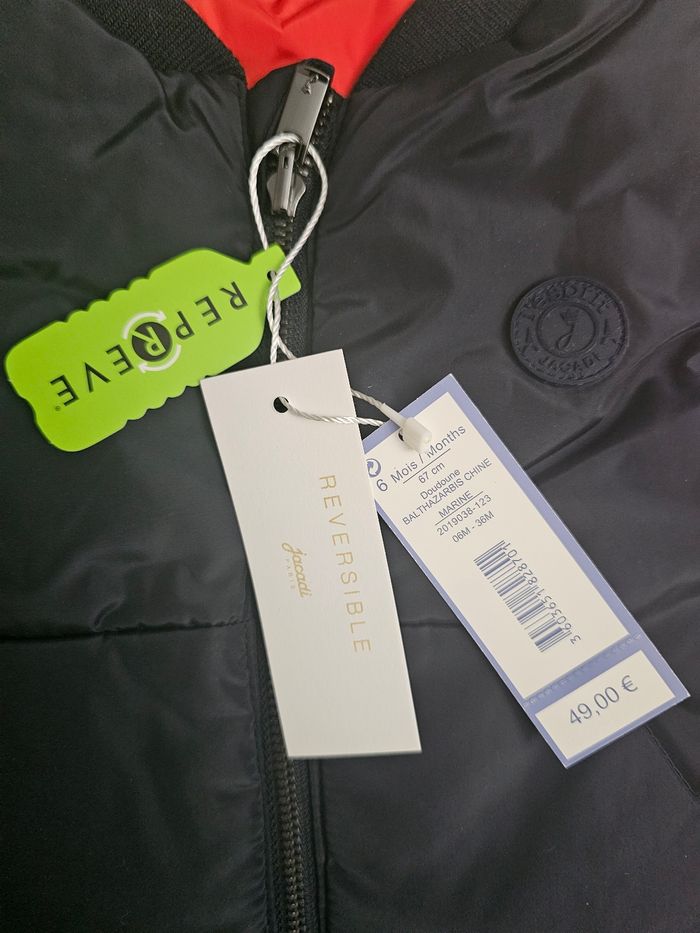 REPREVE
®
REVERSIBLE
Jacadi
PARIS
6 Mois / Months
67 cm
Doudoune
BALTHAZARBIS CHINE
MARINE
2019038-123
06M - 36M
49,00 €
JACADI